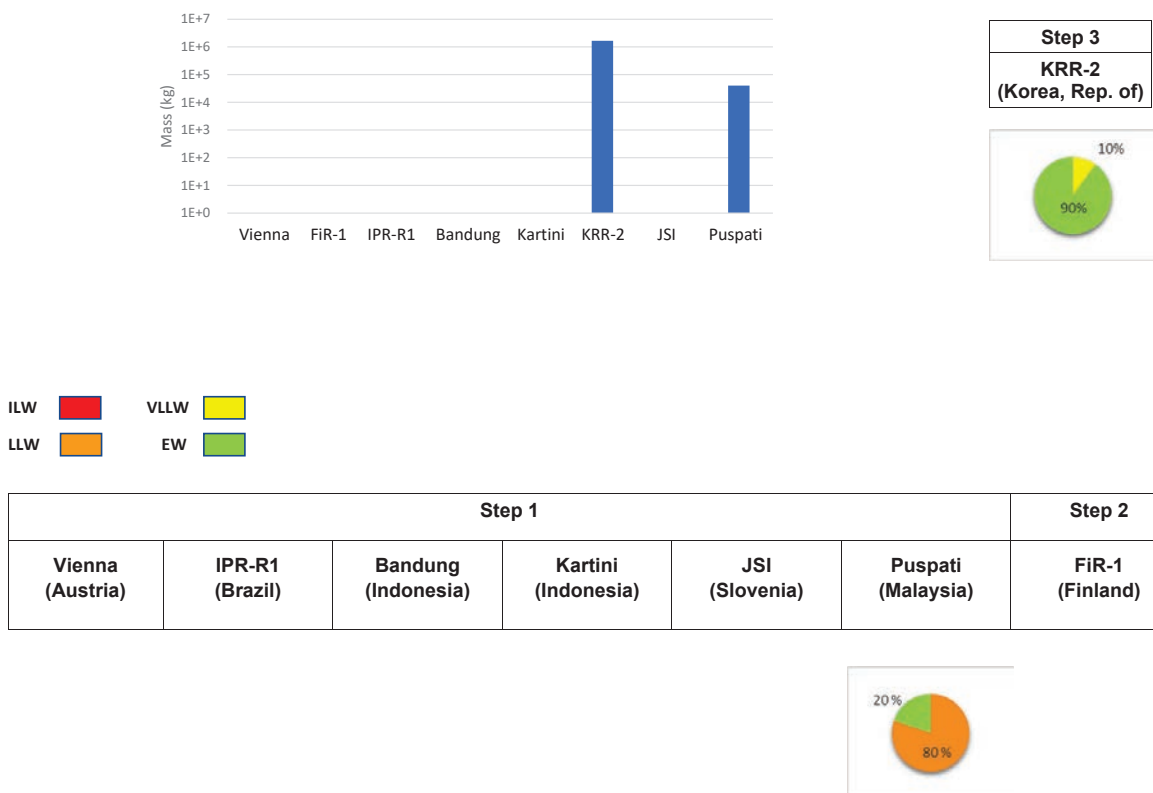 1E+7
1E+6
1E+5
1E+4
1E+3
1E+2
1E+1
1E+0
Mass (kg)
Vienna FiR-1 IPR-R1 Bandung Kartini KRR-2 JSI Puspati
Step 3
KRR-2
(Korea, Rep. of)
10%
90%
ILW VLLW
LLW EW
Step 1 Step 2
Vienna IPR-R1 Bandung Kartini JSI Puspati FiR-1
(Austria) (Brazil) (Indonesia) (Indonesia) (Slovenia) (Malaysia) (Finland)
20%
80%